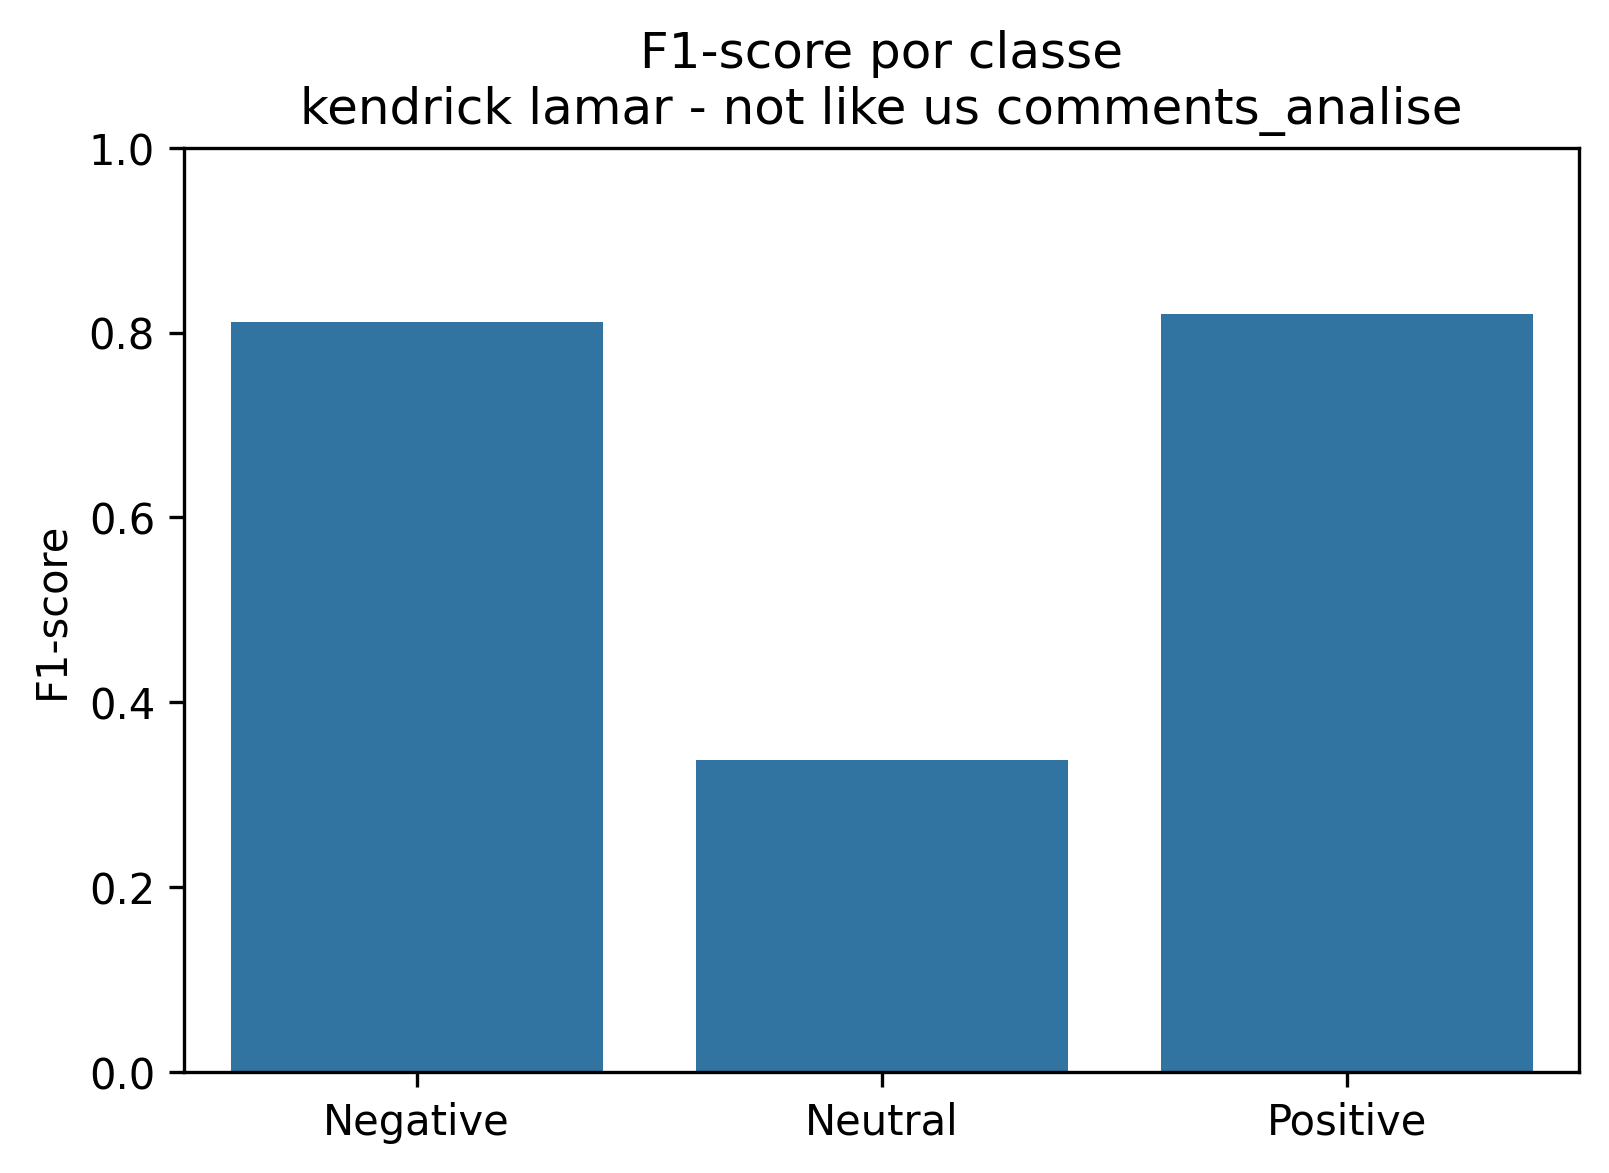 F1-score por classe
kendrick lamar - not like us comments_analise
1.0
0.8
0.6
0.4
0.2
0.0
F1-score
Negative
Neutral
Positive